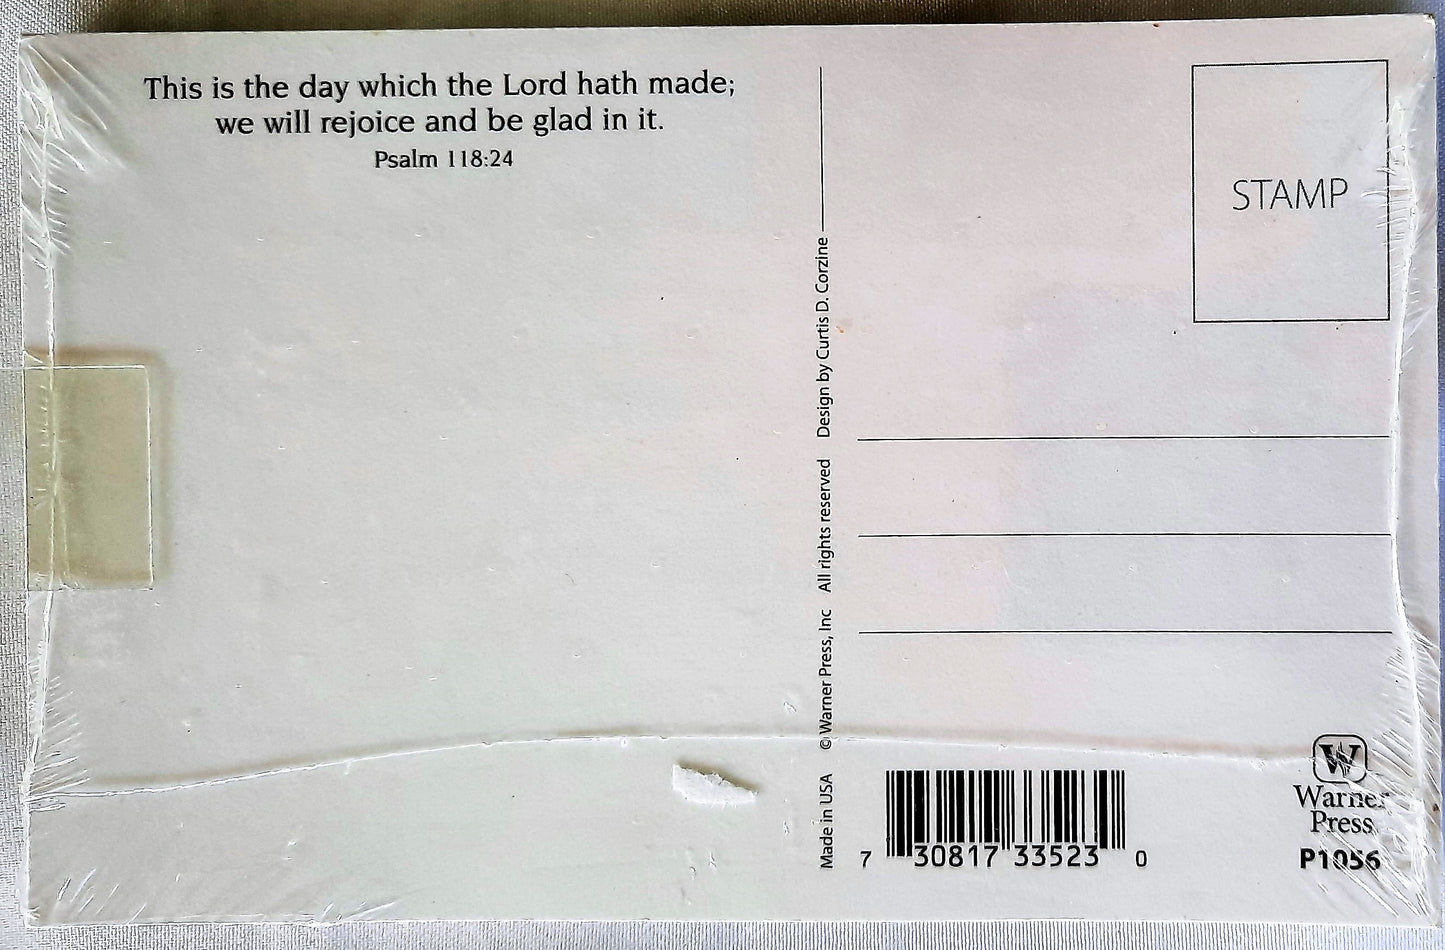 This is the day which the Lord hath made;
we will rejoice and be glad in it.
Psalm 118:24
Made in USA © Warner Press, Inc All rights reserved Design by Curtis D. Corzine
STAMP
7 30817 33523 0
W
Warner
Press
P1056